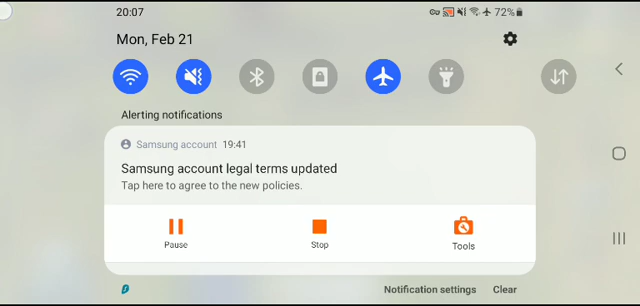 20:07
72%
Mon, Feb 21
Alerting notifications
Samsung account 19:41
Samsung account legal terms updated
Tap here to agree to the new policies.
Pause
Stop
Tools
Notification settings
Clear